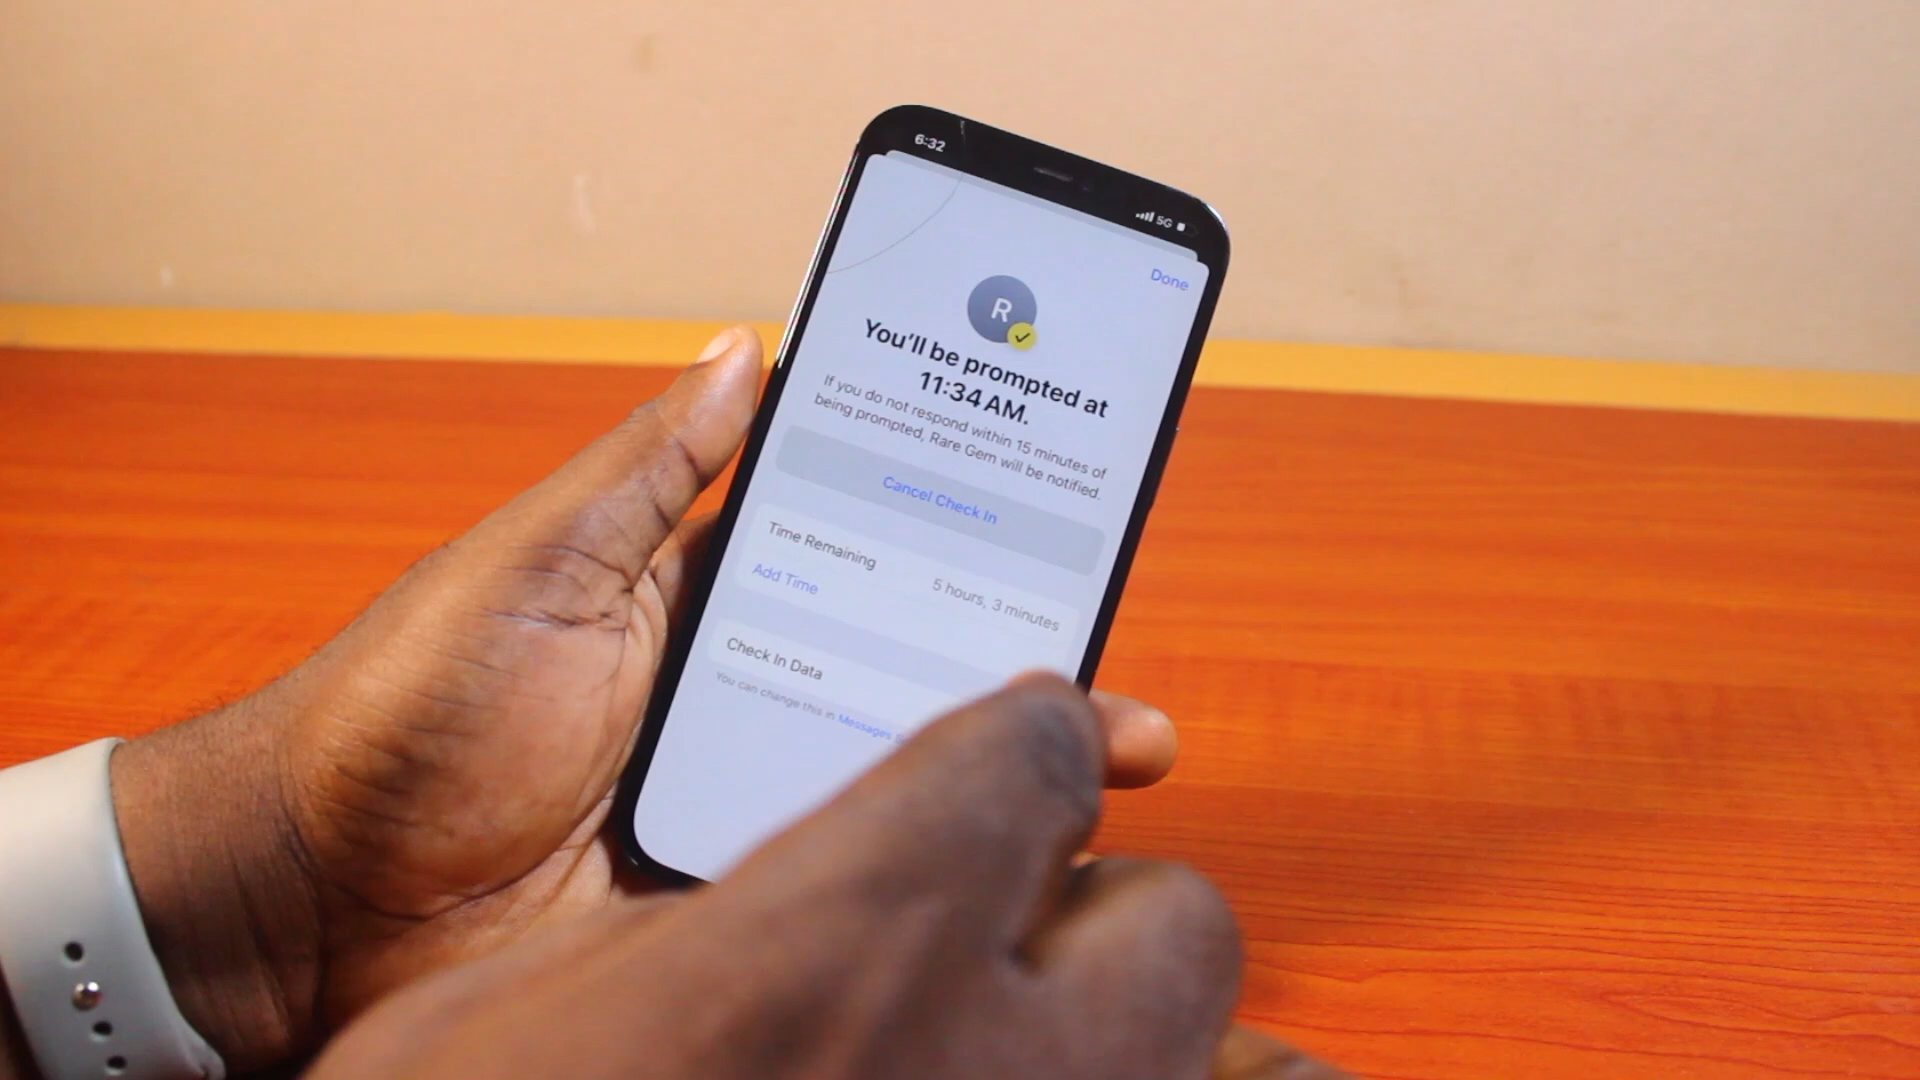 6:32
5G
Done
R
You'll be prompted at
11:34 AM.
If you do not respond within 15 minutes of
being prompted, Rare Gem will be notified.
Cancel Check In
Time Remaining
5 hours, 3 minutes
Add Time
Check In Data
You can change this in Messages